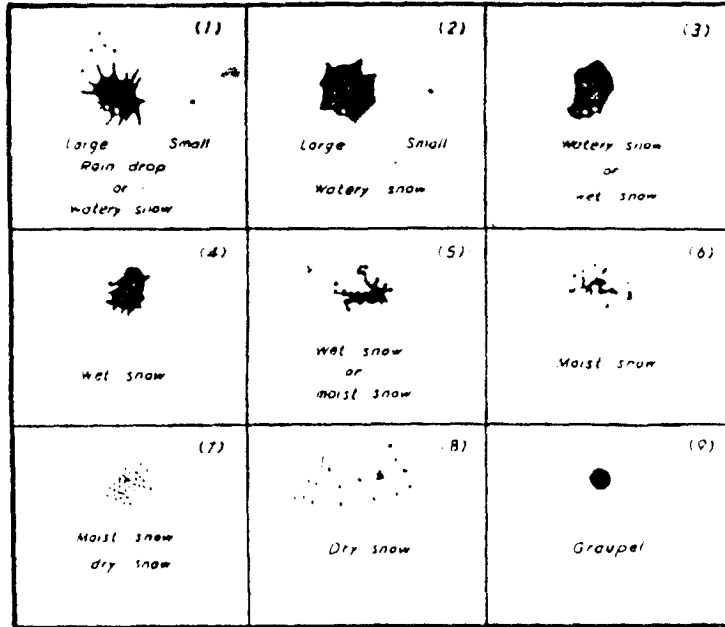 (1)
Large Small
Rain drop
or
watery snow
(2)
Large Small
Watery snow
(3)
Watery snow
or
wet snow
(4)
Wet snow
(5)
Wet snow
or
moist snow
(6)
Moist snow
(7)
Moist snow
dry snow
(8)
Dry snow
(9)
Graupel